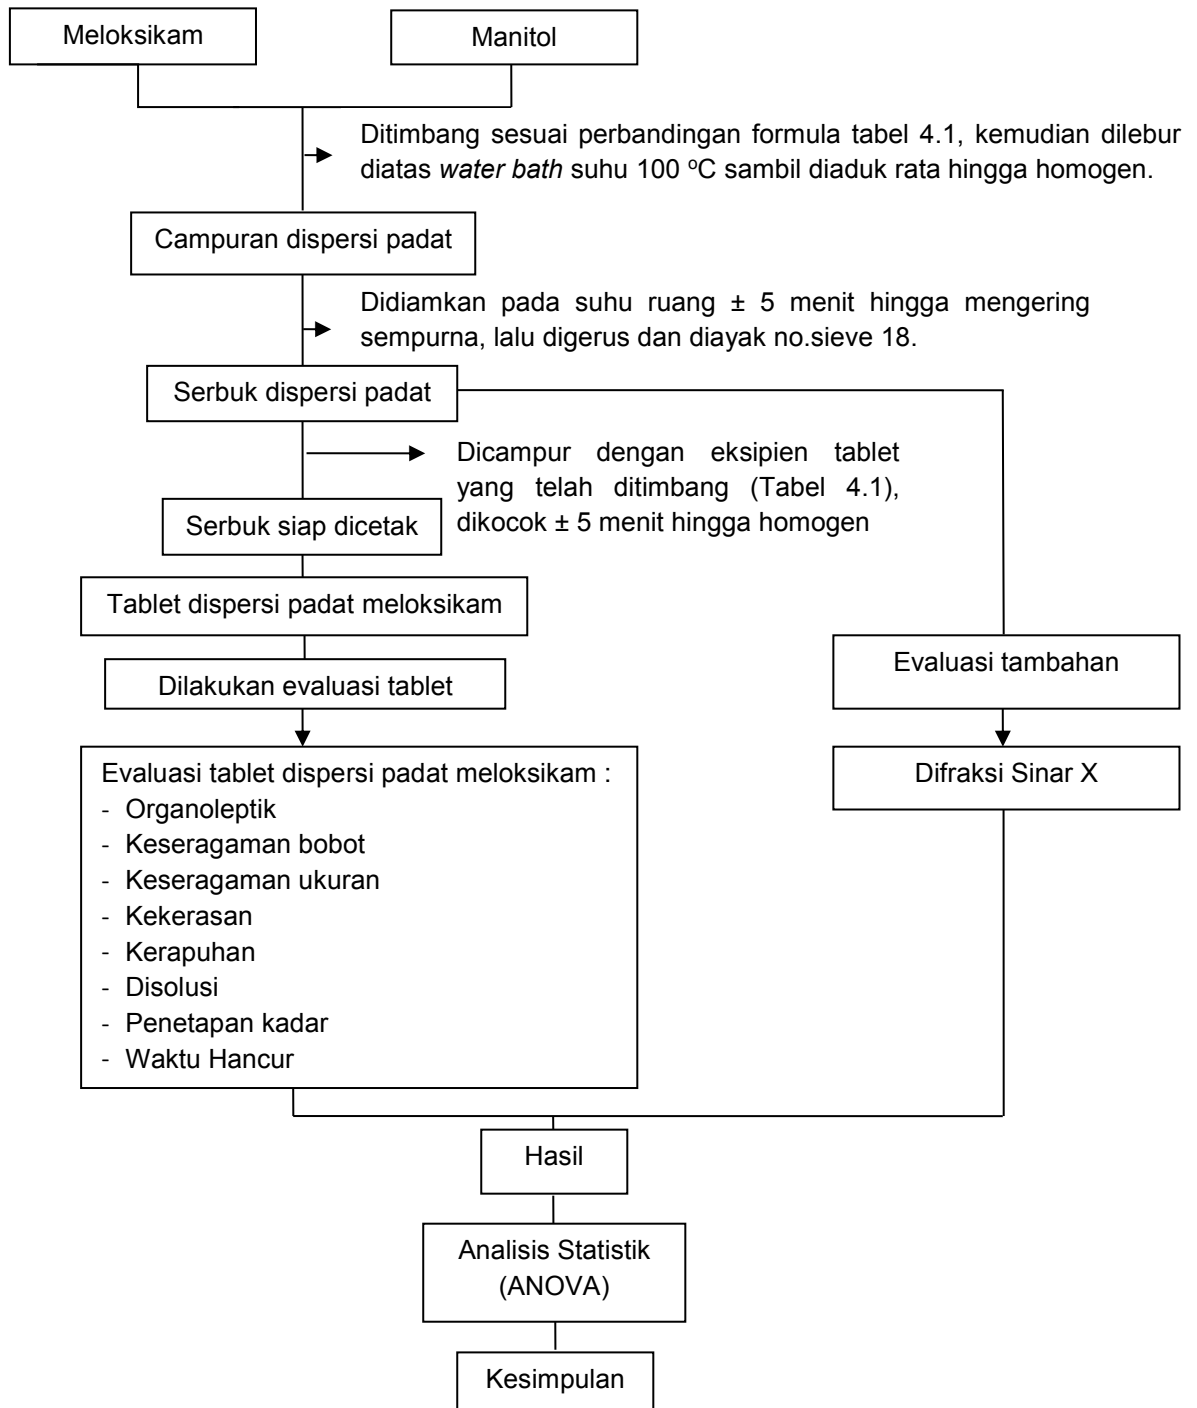 Meloksikam
Manitol
Ditimbang sesuai perbandingan formula tabel 4.1, kemudian dilebur
diatas water bath suhu 100 ºC sambil diaduk rata hingga homogen.
Campuran dispersi padat
Didiamkan pada suhu ruang ± 5 menit hingga mengering
sempurna, lalu digerus dan diayak no.sieve 18.
Serbuk dispersi padat
Dicampur dengan eksipien tablet
yang telah ditimbang (Tabel 4.1),
dikocok ± 5 menit hingga homogen
Serbuk siap dicetak
Tablet dispersi padat meloksikam
Dilakukan evaluasi tablet
Evaluasi tambahan
Evaluasi tablet dispersi padat meloksikam :
- Organoleptik
- Keseragaman bobot
- Keseragaman ukuran
- Kekerasan
- Kerapuhan
- Disolusi
- Penetapan kadar
- Waktu Hancur
Difraksi Sinar X
Hasil
Analisis Statistik
(ANOVA)
Kesimpulan